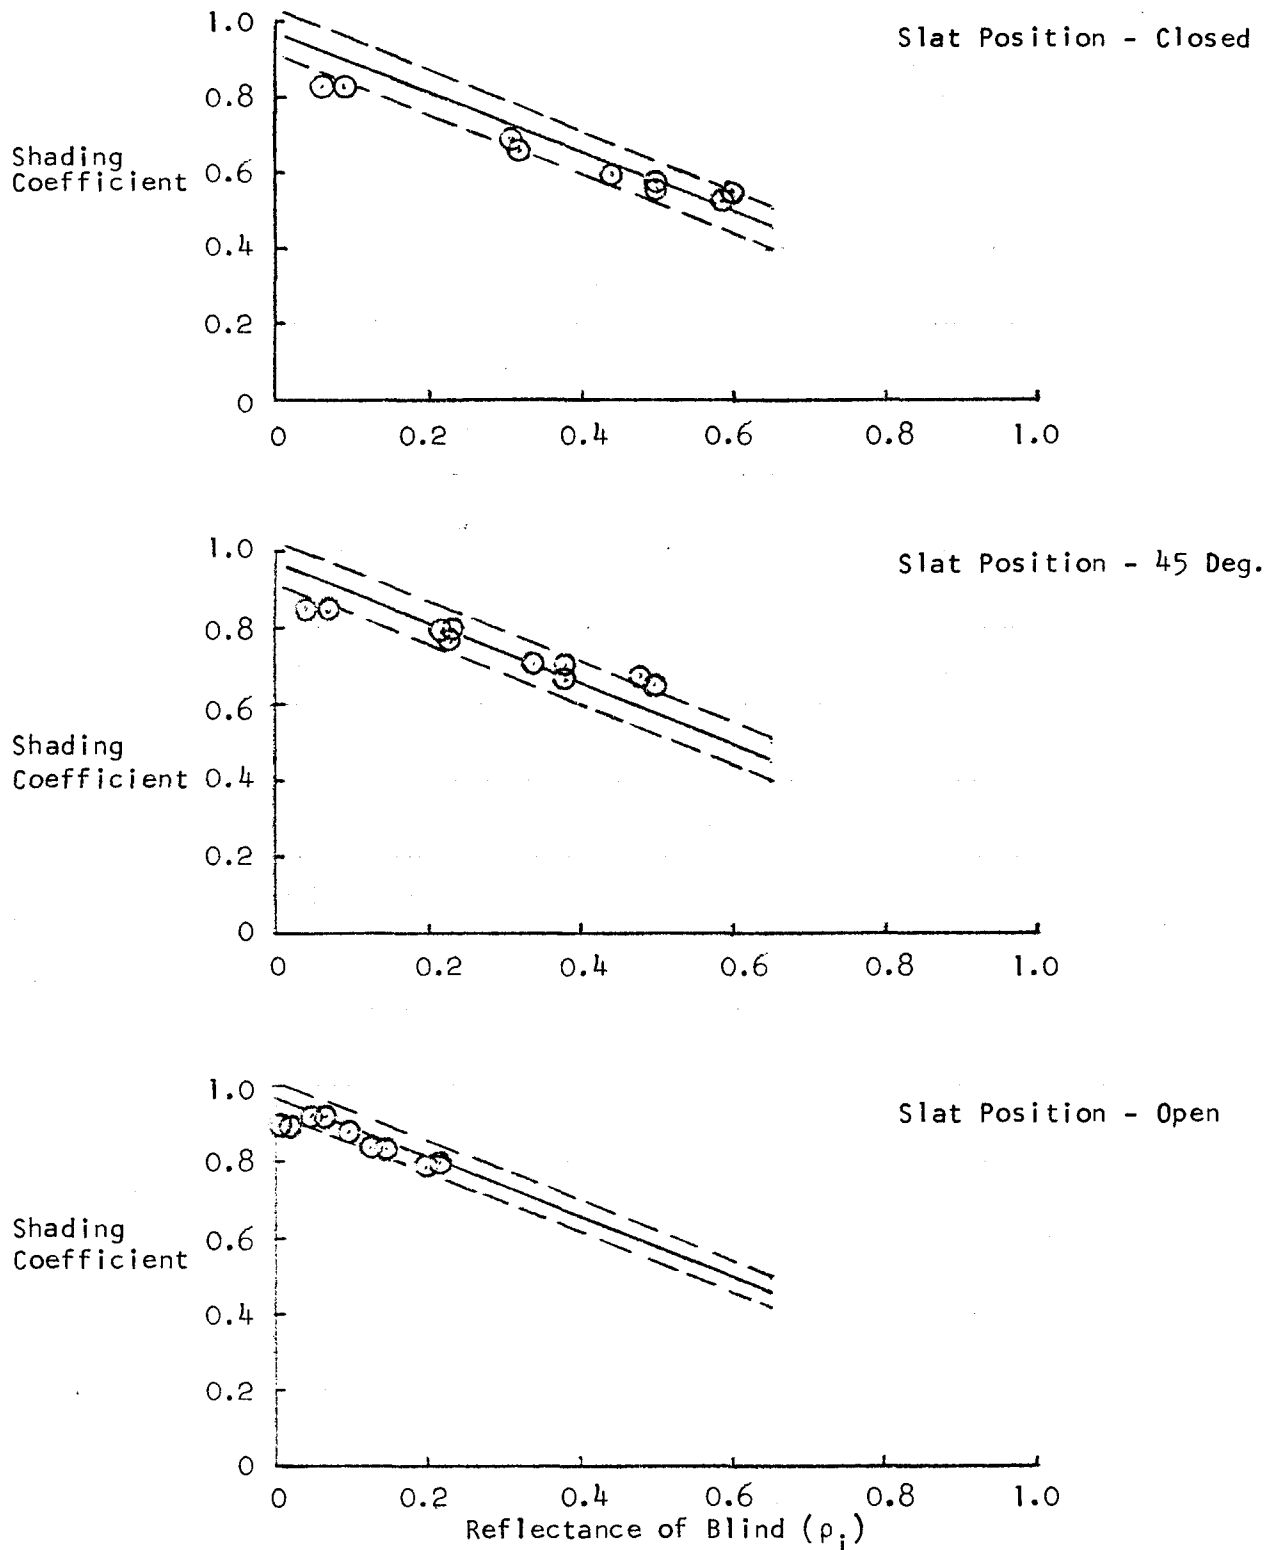 Slat Position - Closed
1.0
0.8
Shading
Coefficient
0.6
0.4
0.2
0
0 0.2 0.4 0.6 0.8 1.0
Slat Position - 45 Deg.
1.0
0.8
0.6
Shading
Coefficient
0.4
0.2
0
0 0.2 0.4 0.6 0.8 1.0
Slat Position - Open
1.0
0.8
Shading
Coefficient
0.6
0.4
0.2
0
0 0.2 0.4 0.6 0.8 1.0
Reflectance of Blind (ρi)